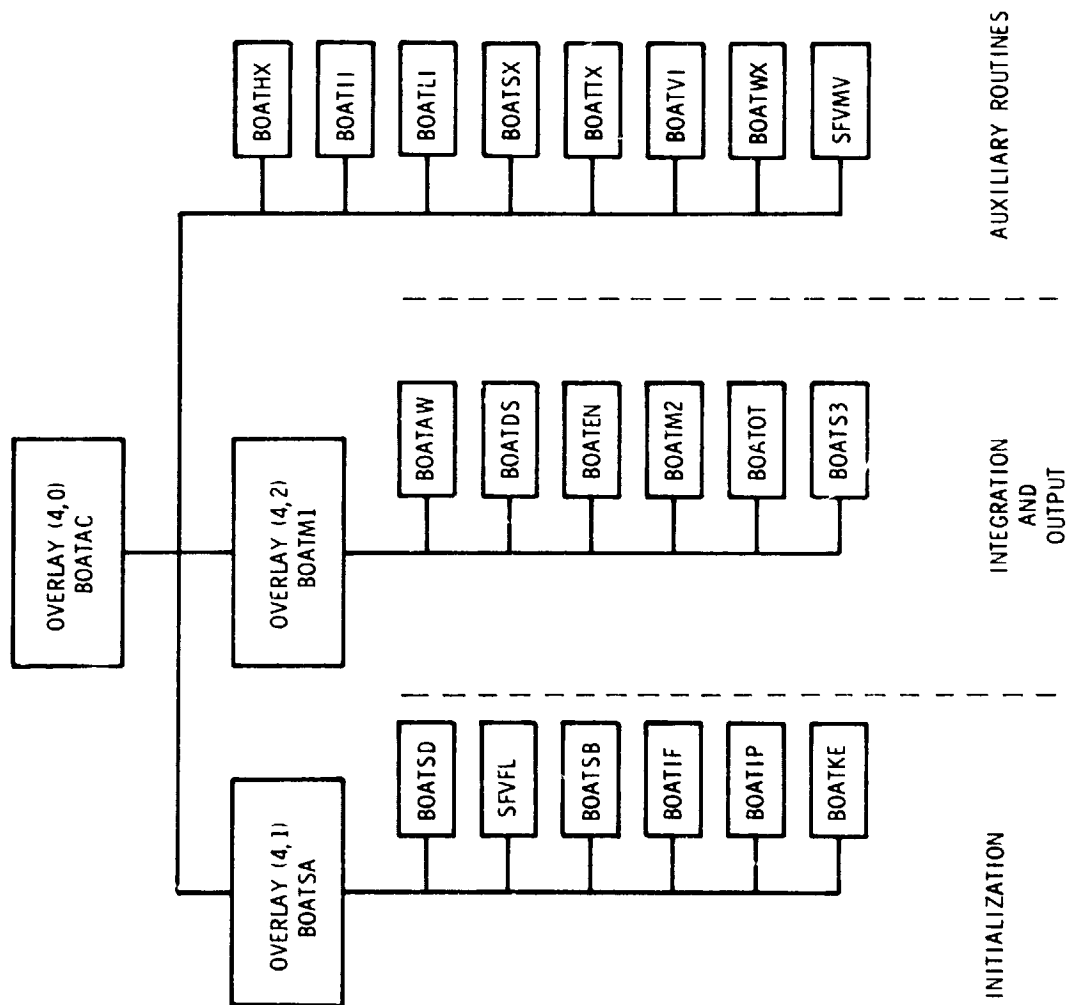 OVERLAY (4,0)
BOATAC
OVERLAY (4,1)
BOATSA
BOATSD
SFVFL
BOATSB
BOATIF
BOATIP
BOATKE
INITIALIZATION
OVERLAY (4,2)
BOATM1
BOATAW
BOATDS
BOATEN
BOATM2
BOATOT
BOATS3
INTEGRATION
AND
OUTPUT
BOATHX
BOATII
BOATLI
BOATSX
BOATTX
BOATVI
BOATWX
SFVMV
AUXILIARY ROUTINES